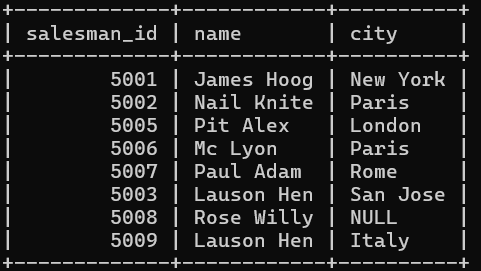 +-------------+------------+----------+
| salesman_id | name       | city     |
+-------------+------------+----------+
|        5001 | James Hoog | New York |
|        5002 | Nail Knite | Paris    |
|        5005 | Pit Alex   | London   |
|        5006 | Mc Lyon    | Paris    |
|        5007 | Paul Adam  | Rome     |
|        5003 | Lauson Hen | San Jose |
|        5008 | Rose Willy | NULL     |
|        5009 | Lauson Hen | Italy    |
+-------------+------------+----------+